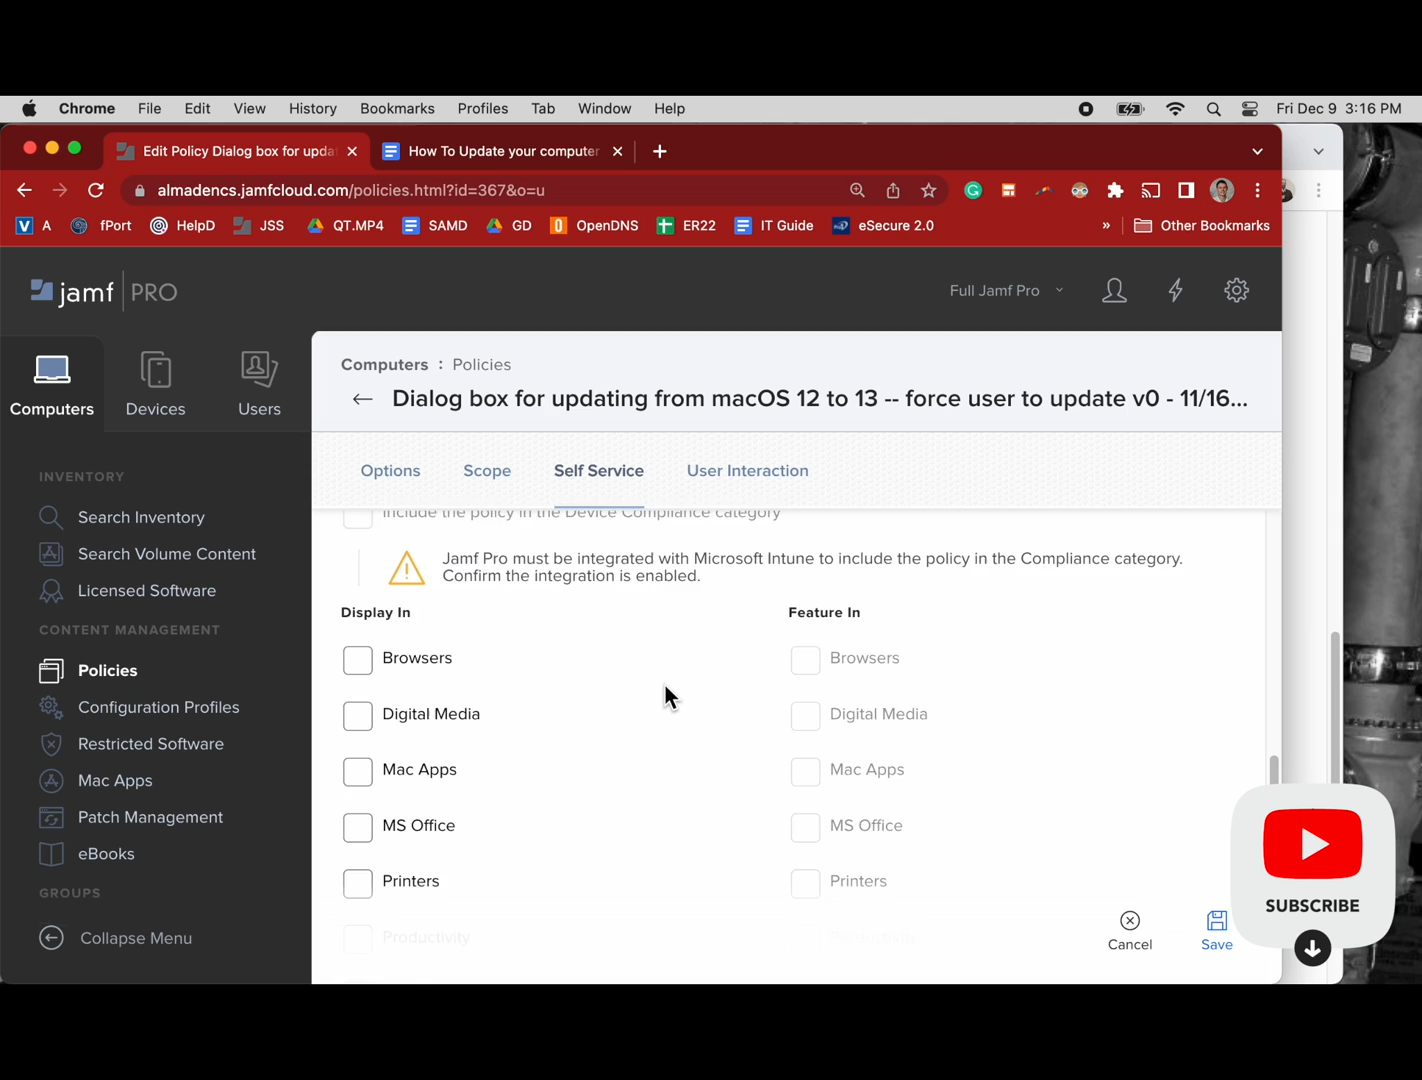 Chrome File Edit View History Bookmarks Profiles Tab Window Help Fri Dec 9 3:16 PM
Edit Policy Dialog box for upda How To Update your computer
almadencs.jamfcloud.com/policies.html?id=367&o=u
A fPort HelpD JSS QT.MP4 SAMD GD OpenDNS ER22 IT Guide eSecure 2.0 » Other Bookmarks
jamf PRO
Full Jamf Pro
Computers Devices Users
Computers : Policies
Dialog box for updating from macOS 12 to 13 -- force user to update v0 - 11/16...
Options Scope Self Service User Interaction
INVENTORY
Search Inventory
Search Volume Content
Licensed Software
CONTENT MANAGEMENT
Policies
Configuration Profiles
Restricted Software
Mac Apps
Patch Management
eBooks
GROUPS
Collapse Menu
Include the policy in the Device Compliance category
Jamf Pro must be integrated with Microsoft Intune to include the policy in the Compliance category.
Confirm the integration is enabled.
Display In
Browsers
Digital Media
Mac Apps
MS Office
Printers
Productivity
Feature In
Browsers
Digital Media
Mac Apps
MS Office
Printers
Cancel
Save
SUBSCRIBE